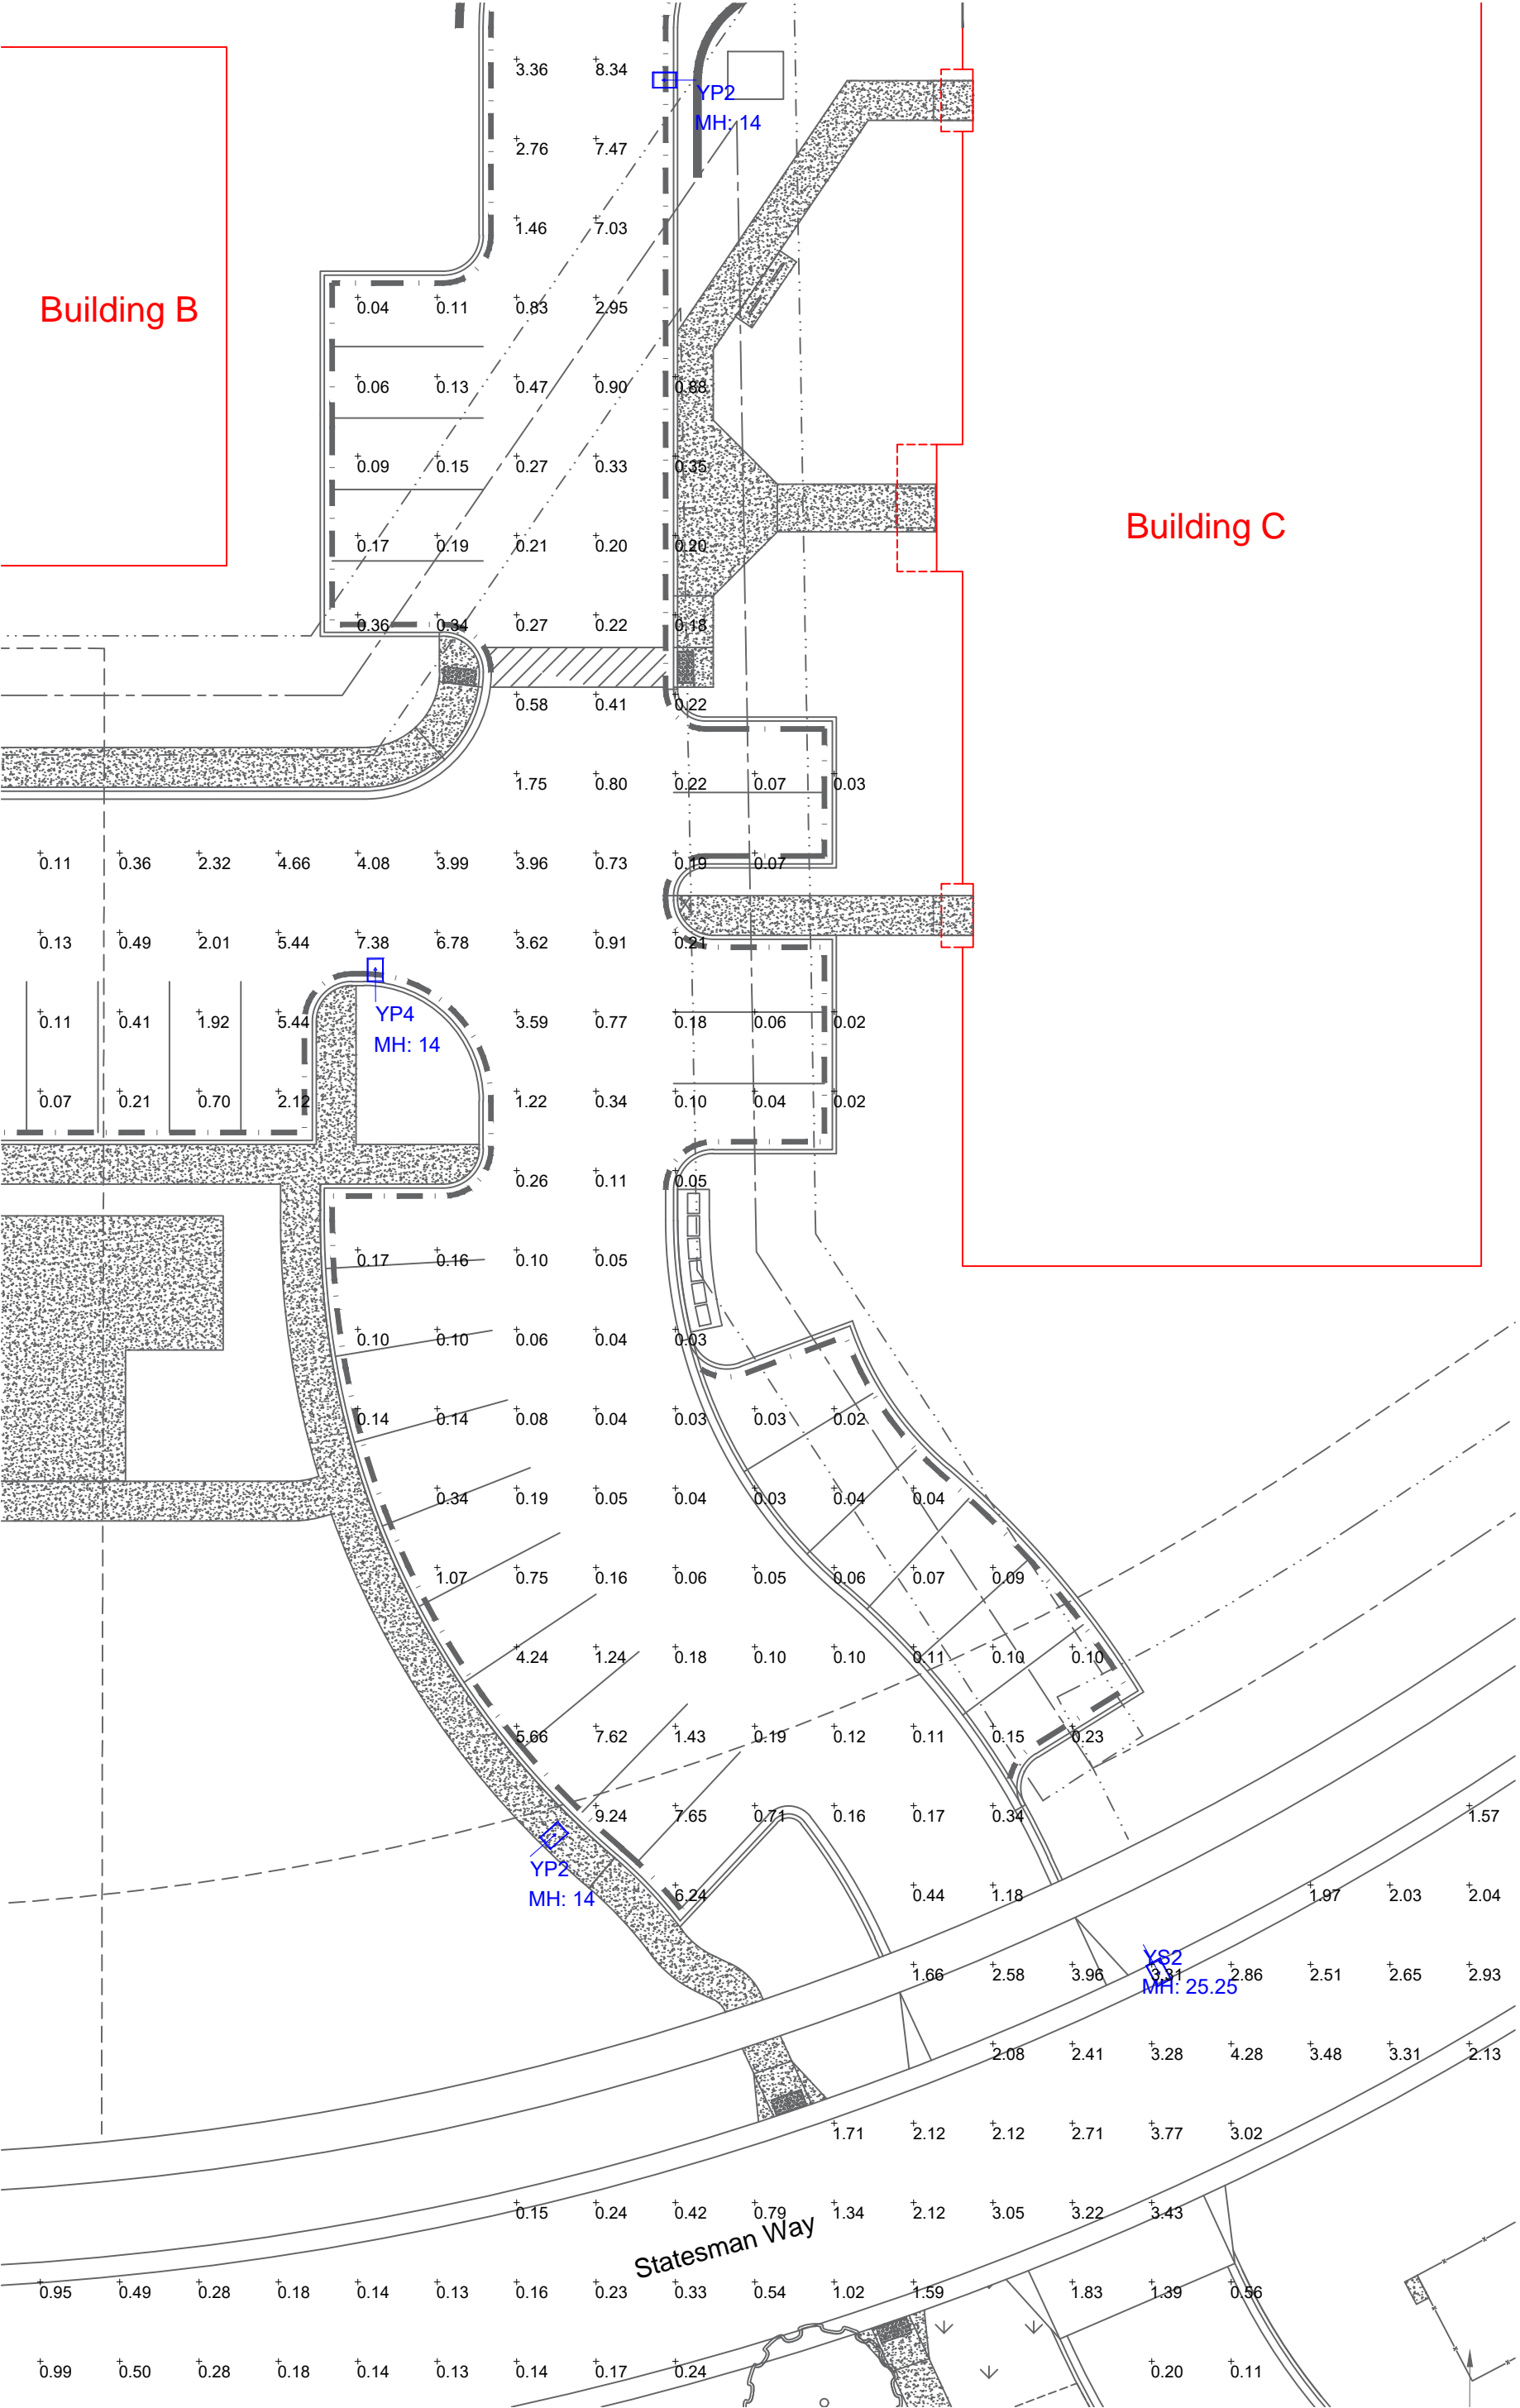 3.36 8.34
YP2
MH: 14
2.76 7.47
1.46 7.03
Building B
0.04 0.11 0.83 2.95
0.06 0.13 0.47 0.90 0.88
0.09 0.15 0.27 0.33 0.35
Building C
0.17 0.19 0.21 0.20 0.20
0.36 0.34 0.27 0.22 0.18
0.58 0.41 0.22
1.75 0.80 0.22 0.07 0.03
0.11 0.36 2.32 4.66 4.08 3.99 3.96 0.73 0.19 0.07
0.13 0.49 2.01 5.44 7.38 6.78 3.62 0.91 0.21
YP4
MH: 14
0.11 0.41 1.92 5.44 3.59 0.77 0.18 0.06 0.02
0.07 0.21 0.70 2.12 1.22 0.34 0.10 0.04 0.02
0.26 0.11 0.05
0.17 0.16 0.10 0.05
0.10 0.10 0.06 0.04 0.03
0.14 0.14 0.08 0.04 0.03 0.03 0.02
0.34 0.19 0.05 0.04 0.03 0.04 0.04
1.07 0.75 0.16 0.06 0.05 0.06 0.07 0.09
4.24 1.24 0.18 0.10 0.10 0.11 0.10 0.10
5.66 7.62 1.43 0.19 0.12 0.11 0.15 0.23
9.24 7.65 0.71 0.16 0.17 0.34 1.57
YP2
MH: 14
6.24 0.44 1.18 1.97 2.03 2.04
YS2
MH: 25.25
1.66 2.58 3.96 3.31 2.86 2.51 2.65 2.93
2.08 2.41 3.28 4.28 3.48 3.31 2.13
1.71 2.12 2.12 2.71 3.77 3.02
0.15 0.24 0.42 0.79 1.34 2.12 3.05 3.22 3.43
Statesman Way
0.95 0.49 0.28 0.18 0.14 0.13 0.16 0.23 0.33 0.54 1.02 1.59 1.83 1.39 0.56
0.99 0.50 0.28 0.18 0.14 0.13 0.14 0.17 0.24 0.20 0.11